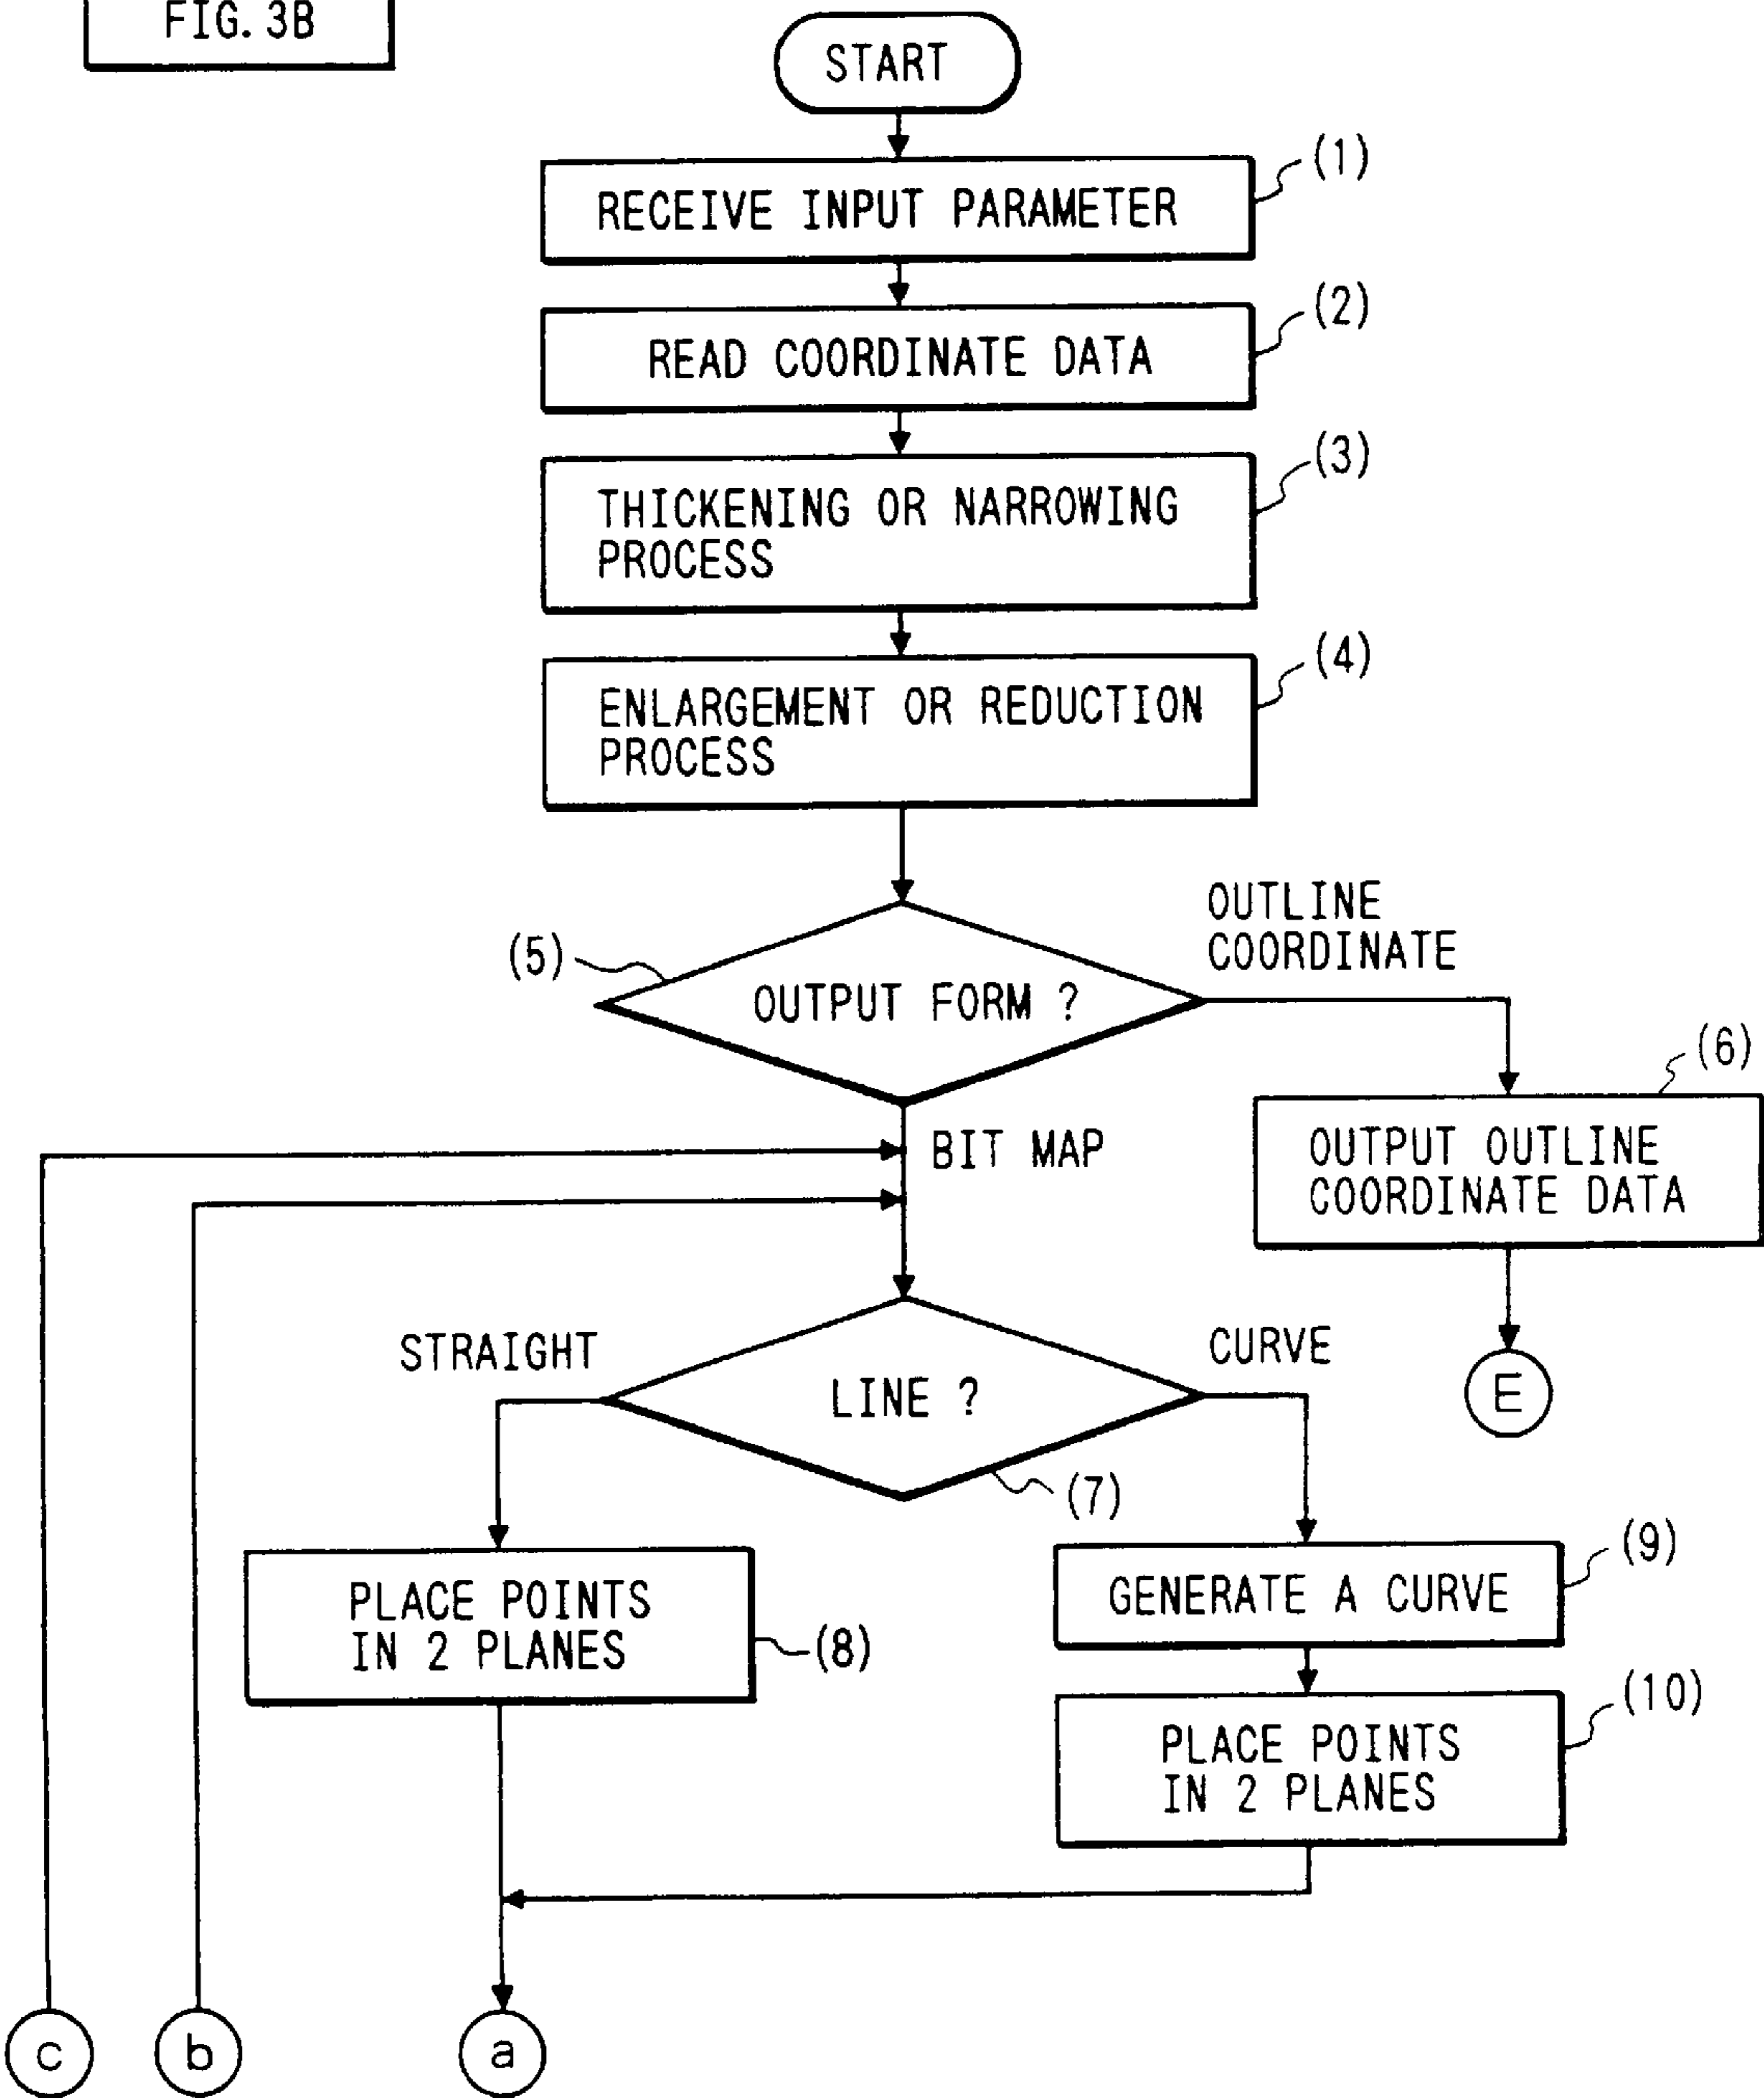 FIG. 3B
START
(1)
RECEIVE INPUT PARAMETER
(2)
READ COORDINATE DATA
(3)
THICKENING OR NARROWING
PROCESS
(4)
ENLARGEMENT OR REDUCTION
PROCESS
OUTLINE
COORDINATE
(5)
OUTPUT FORM ?
(6)
BIT MAP
OUTPUT OUTLINE
COORDINATE DATA
STRAIGHT
CURVE
LINE ?
E
(7)
(9)
PLACE POINTS
IN 2 PLANES
(8)
GENERATE A CURVE
(10)
PLACE POINTS
IN 2 PLANES
c
b
a